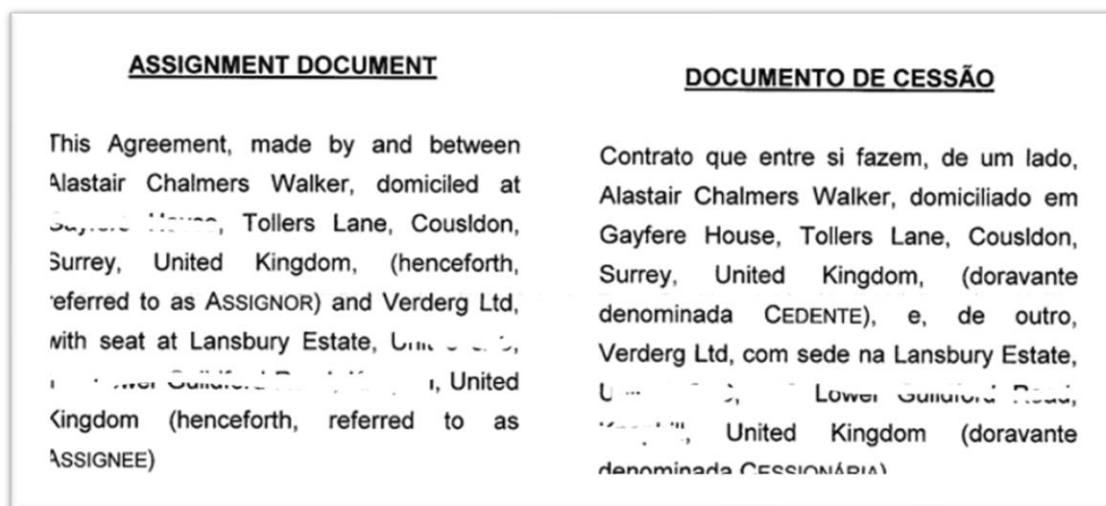 ASSIGNMENT DOCUMENT
This Agreement, made by and between
Alastair Chalmers Walker, domiciled at
Tollers Lane, Cousldon,
Surrey, United Kingdom, (henceforth,
referred to as ASSIGNOR) and Verderg Ltd,
with seat at Lansbury Estate,
United
Kingdom (henceforth, referred to as
ASSIGNEE)
DOCUMENTO DE CESSÃO
Contrato que entre si fazem, de um lado,
Alastair Chalmers Walker, domiciliado em
Gayfere House, Tollers Lane, Cousldon,
Surrey, United Kingdom, (doravante
denominada CEDENTE), e, de outro,
Verderg Ltd, com sede na Lansbury Estate,
Lower
United Kingdom (doravante
denominada CESSIONÁRIA)